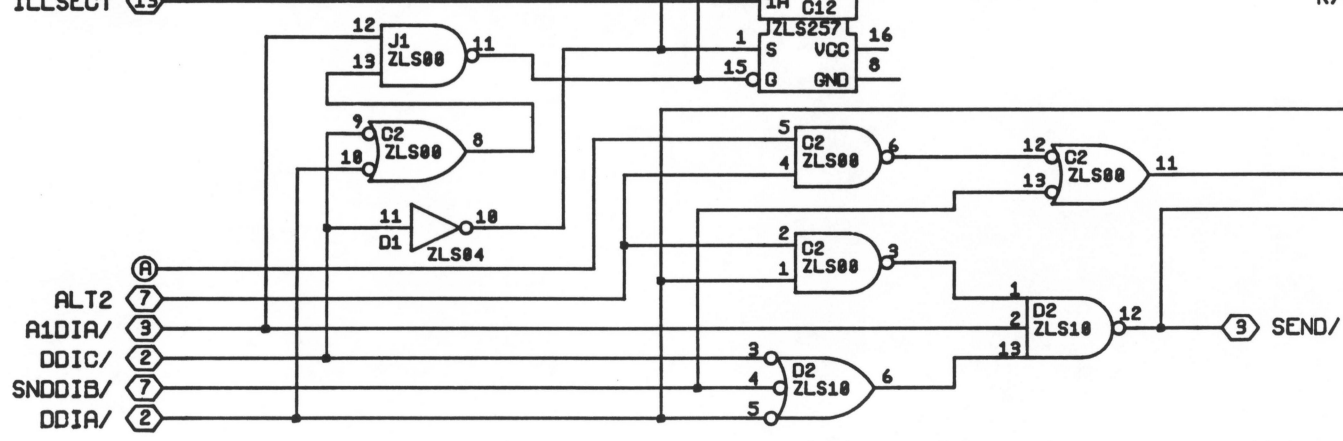 ILLSECT 13
1A C12
ZLS257
1 S VCC 16
15 G GND 8
12 J1 11
13 ZLS00
9 C2 8
10 ZLS00
5 C2 6
4 ZLS00
12 C2 11
13 ZLS00
11 10
D1 ZLS04
2 C2 3
1 ZLS00
A
ALT2 7
A1DIA/ 3
DDIC/ 2
SNDDIB/ 7
DDIA/ 2
1 D2 12
2 ZLS10
13
3 SEND/
3 D2 6
4 ZLS10
5